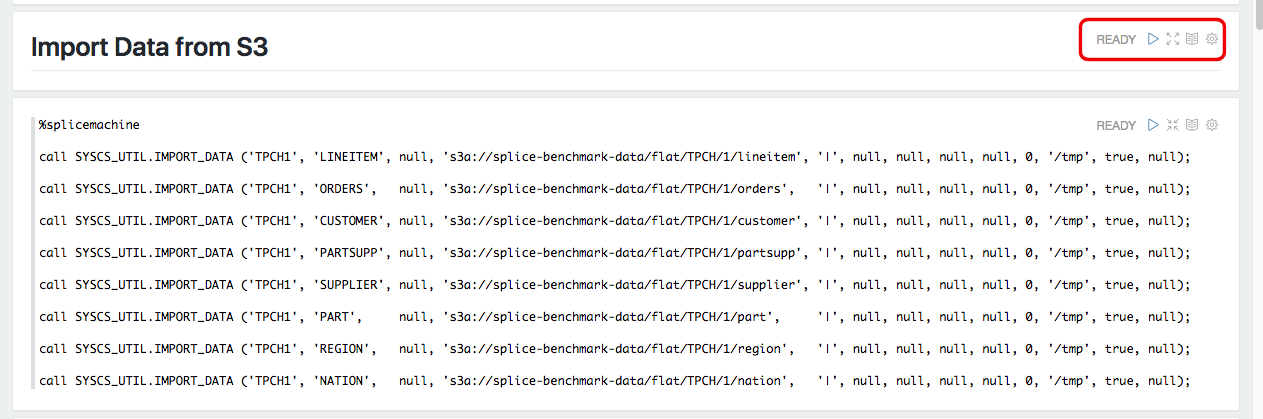 Import Data from S3 READY
%splicemachine READY
call SYSCS_UTIL.IMPORT_DATA ('TPCH1', 'LINEITEM', null, 's3a://splice-benchmark-data/flat/TPCH/1/lineitem', '|', null, null, null, null, 0, '/tmp', true, null);
call SYSCS_UTIL.IMPORT_DATA ('TPCH1', 'ORDERS',   null, 's3a://splice-benchmark-data/flat/TPCH/1/orders',   '|', null, null, null, null, 0, '/tmp', true, null);
call SYSCS_UTIL.IMPORT_DATA ('TPCH1', 'CUSTOMER', null, 's3a://splice-benchmark-data/flat/TPCH/1/customer', '|', null, null, null, null, 0, '/tmp', true, null);
call SYSCS_UTIL.IMPORT_DATA ('TPCH1', 'PARTSUPP', null, 's3a://splice-benchmark-data/flat/TPCH/1/partsupp', '|', null, null, null, null, 0, '/tmp', true, null);
call SYSCS_UTIL.IMPORT_DATA ('TPCH1', 'SUPPLIER', null, 's3a://splice-benchmark-data/flat/TPCH/1/supplier', '|', null, null, null, null, 0, '/tmp', true, null);
call SYSCS_UTIL.IMPORT_DATA ('TPCH1', 'PART',     null, 's3a://splice-benchmark-data/flat/TPCH/1/part',     '|', null, null, null, null, 0, '/tmp', true, null);
call SYSCS_UTIL.IMPORT_DATA ('TPCH1', 'REGION',   null, 's3a://splice-benchmark-data/flat/TPCH/1/region',   '|', null, null, null, null, 0, '/tmp', true, null);
call SYSCS_UTIL.IMPORT_DATA ('TPCH1', 'NATION',   null, 's3a://splice-benchmark-data/flat/TPCH/1/nation',   '|', null, null, null, null, 0, '/tmp', true, null);